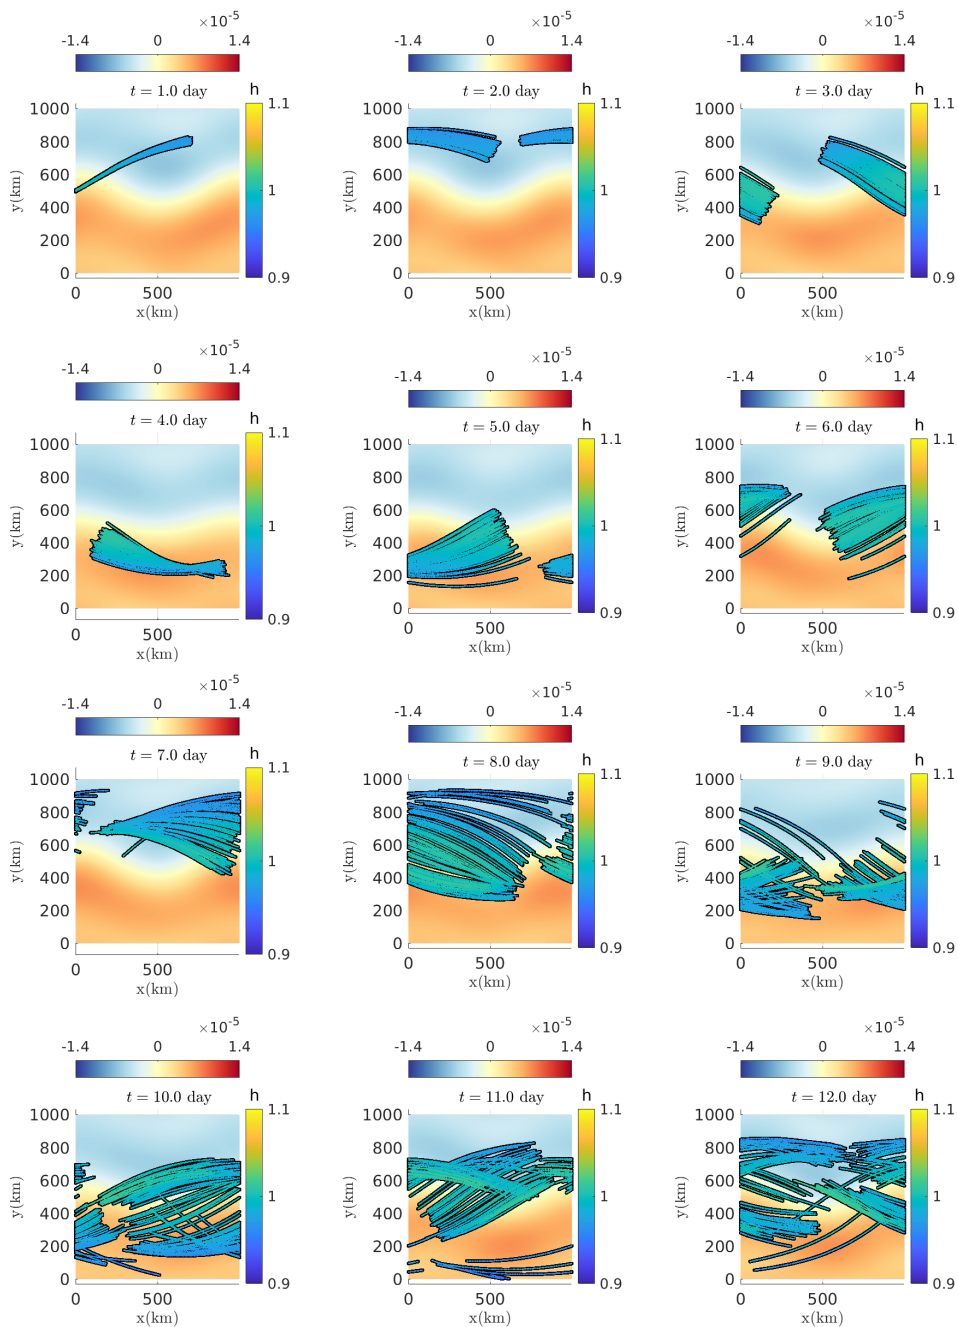 ×10-5 ×10-5 ×10-5
-1.4 0 1.4 -1.4 0 1.4 -1.4 0 1.4
t = 1.0 day h t = 2.0 day h t = 3.0 day h
1000 1.1 1000 1.1 1000 1.1
800 800 800
600 600 600
y(km) 1 y(km) 1 y(km) 1
400 400 400
200 200 200
0 0.9 0 0.9 0 0.9
0 500 0 500 0 500
x(km) x(km) x(km)
×10-5 ×10-5 ×10-5
-1.4 0 1.4 -1.4 0 1.4 -1.4 0 1.4
t = 4.0 day h t = 5.0 day h t = 6.0 day h
1000 1.1 1000 1.1 1000 1.1
800 800 800
600 600 600
y(km) 1 y(km) 1 y(km) 1
400 400 400
200 200 200
0 0.9 0 0.9 0 0.9
0 500 0 500 0 500
x(km) x(km) x(km)
×10-5 ×10-5 ×10-5
-1.4 0 1.4 -1.4 0 1.4 -1.4 0 1.4
t = 7.0 day h t = 8.0 day h t = 9.0 day h
1000 1.1 1000 1.1 1000 1.1
800 800 800
600 600 600
y(km) 1 y(km) 1 y(km) 1
400 400 400
200 200 200
0 0.9 0 0.9 0 0.9
0 500 0 500 0 500
x(km) x(km) x(km)
×10-5 ×10-5 ×10-5
-1.4 0 1.4 -1.4 0 1.4 -1.4 0 1.4
t = 10.0 day h t = 11.0 day h t = 12.0 day h
1000 1.1 1000 1.1 1000 1.1
800 800 800
600 600 600
y(km) 1 y(km) 1 y(km) 1
400 400 400
200 200 200
0 0.9 0 0.9 0 0.9
0 500 0 500 0 500
x(km) x(km) x(km)